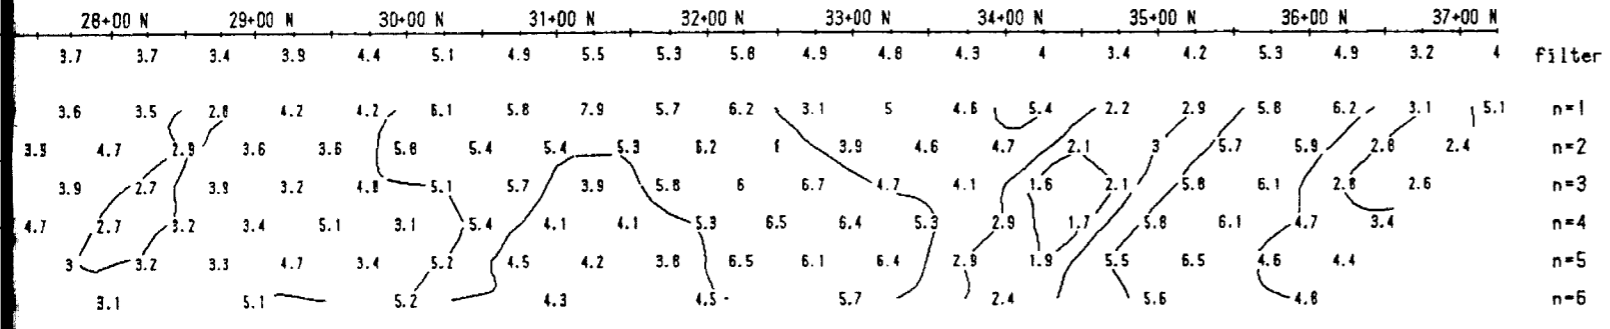 28+00 N 29+00 N 30+00 N 31+00 N 32+00 N 33+00 N 34+00 N 35+00 N 36+00 N 37+00 N
3.7 3.7 3.4 3.9 4.4 5.1 4.9 5.5 5.3 5.8 4.9 4.8 4.3 4 3.4 4.2 5.3 4.9 3.2 4 filter
3.6 3.5 2.8 4.2 4.2 6.1 5.8 7.9 5.7 6.2 3.1 5 4.6 5.4 2.2 2.9 5.8 6.2 3.1 5.1 n=1
3.9 4.7 2.9 3.6 3.6 5.6 5.4 5.4 5.3 6.2 3.9 4.6 4.7 2.1 3 5.7 5.9 2.8 2.4 n=2
3.9 2.7 3.9 3.2 4.8 5.1 5.7 3.9 5.8 6 6.7 4.7 4.1 1.6 2.1 5.8 6.1 2.8 2.6 n=3
4.7 2.7 3.2 3.4 5.1 3.1 5.4 4.1 4.1 5.3 6.5 6.4 5.3 2.9 1.7 5.8 6.1 4.7 3.4 n=4
3 3.2 3.3 4.7 3.4 5.2 4.5 4.2 3.8 6.5 6.1 6.4 2.9 1.9 5.5 6.5 4.6 4.4 n=5
3.1 5.1 5.2 4.3 4.5 5.7 2.4 5.6 4.8 n=6